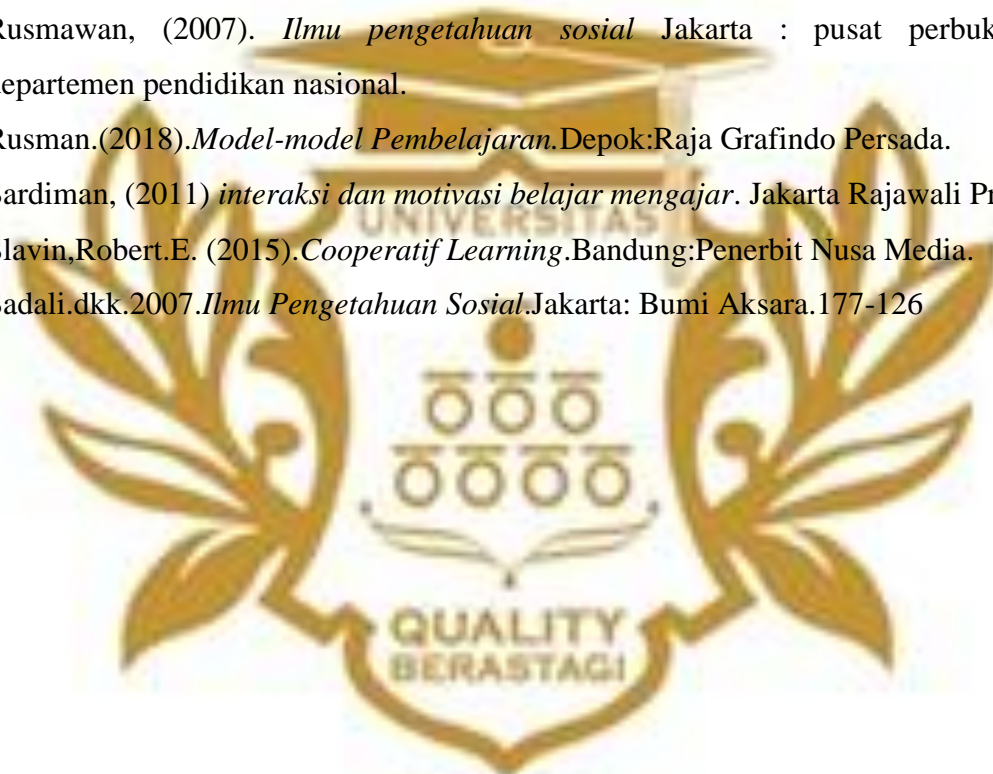 Rusmawan, (2007). Ilmu pengetahuan sosial Jakarta : pusat perbuk
departemen pendidikan nasional.
Rusman.(2018).Model-model Pembelajaran.Depok:Raja Grafindo Persada.
Sardiman, (2011) interaksi dan motivasi belajar mengajar. Jakarta Rajawali Pr
Slavin,Robert.E. (2015).Cooperatif Learning.Bandung:Penerbit Nusa Media.
Sadali.dkk.2007.Ilmu Pengetahuan Sosial.Jakarta: Bumi Aksara.177-126
UNIVERSITAS
QUALITY
BERASTAGI